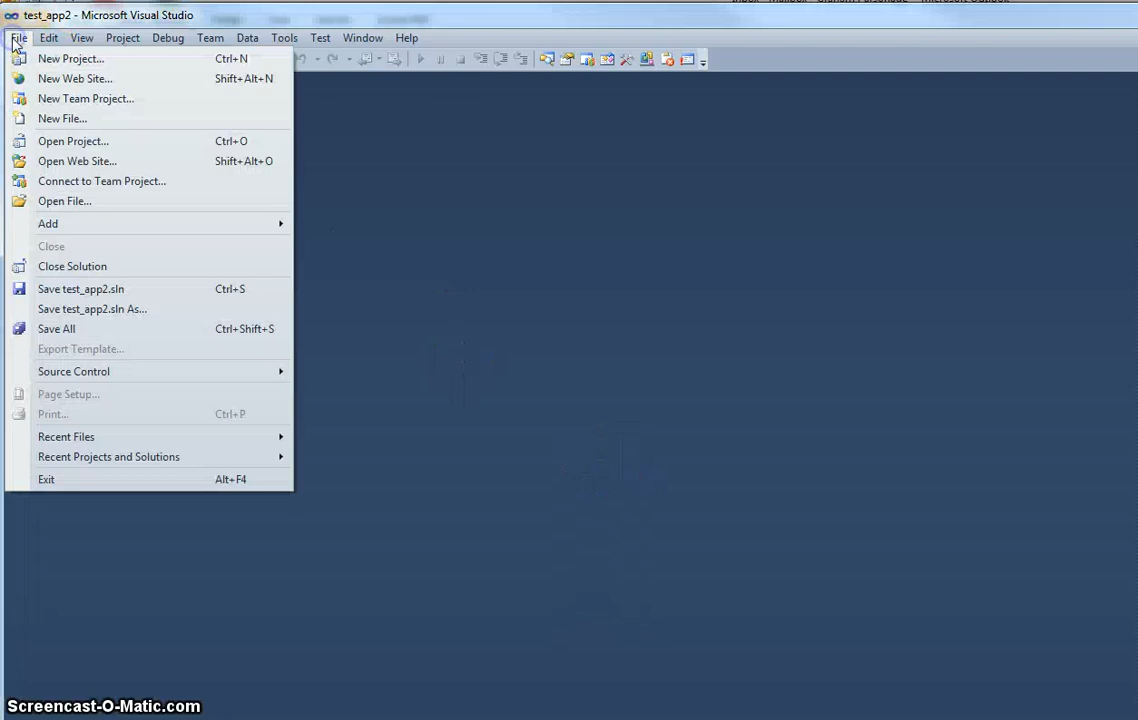 test_app2 - Microsoft Visual Studio
File Edit View Project Debug Team Data Tools Test Window Help
New Project... Ctrl+N
New Web Site... Shift+Alt+N
New Team Project...
New File...
Open Project... Ctrl+O
Open Web Site... Shift+Alt+O
Connect to Team Project...
Open File...
Add
Close
Close Solution
Save test_app2.sln Ctrl+S
Save test_app2.sln As...
Save All Ctrl+Shift+S
Export Template...
Source Control
Page Setup...
Print... Ctrl+P
Recent Files
Recent Projects and Solutions
Exit Alt+F4
Screencast-O-Matic.com